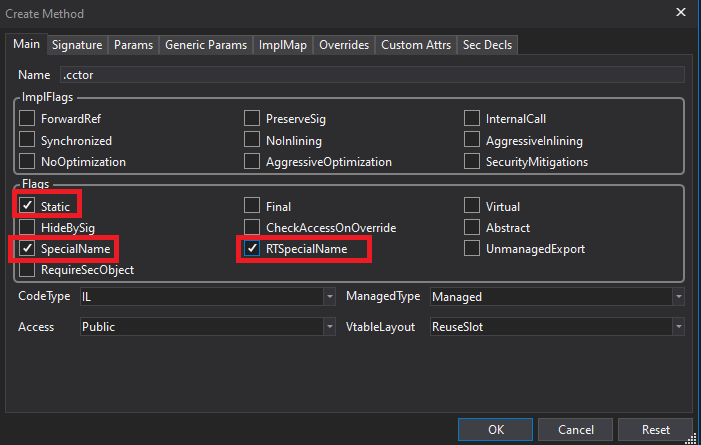 Create Method
Main Signature Params Generic Params ImplMap Overrides Custom Attrs Sec Decls
Name .cctor
ImplFlags
ForwardRef PreserveSig InternalCall
Synchronized NoInlining AggressiveInlining
NoOptimization AggressiveOptimization SecurityMitigations
Flags
Static Final Virtual
HideBySig CheckAccessOnOverride Abstract
SpecialName RTSpecialName UnmanagedExport
RequireSecObject
CodeType IL ManagedType Managed
Access Public VtableLayout ReuseSlot
OK Cancel Reset